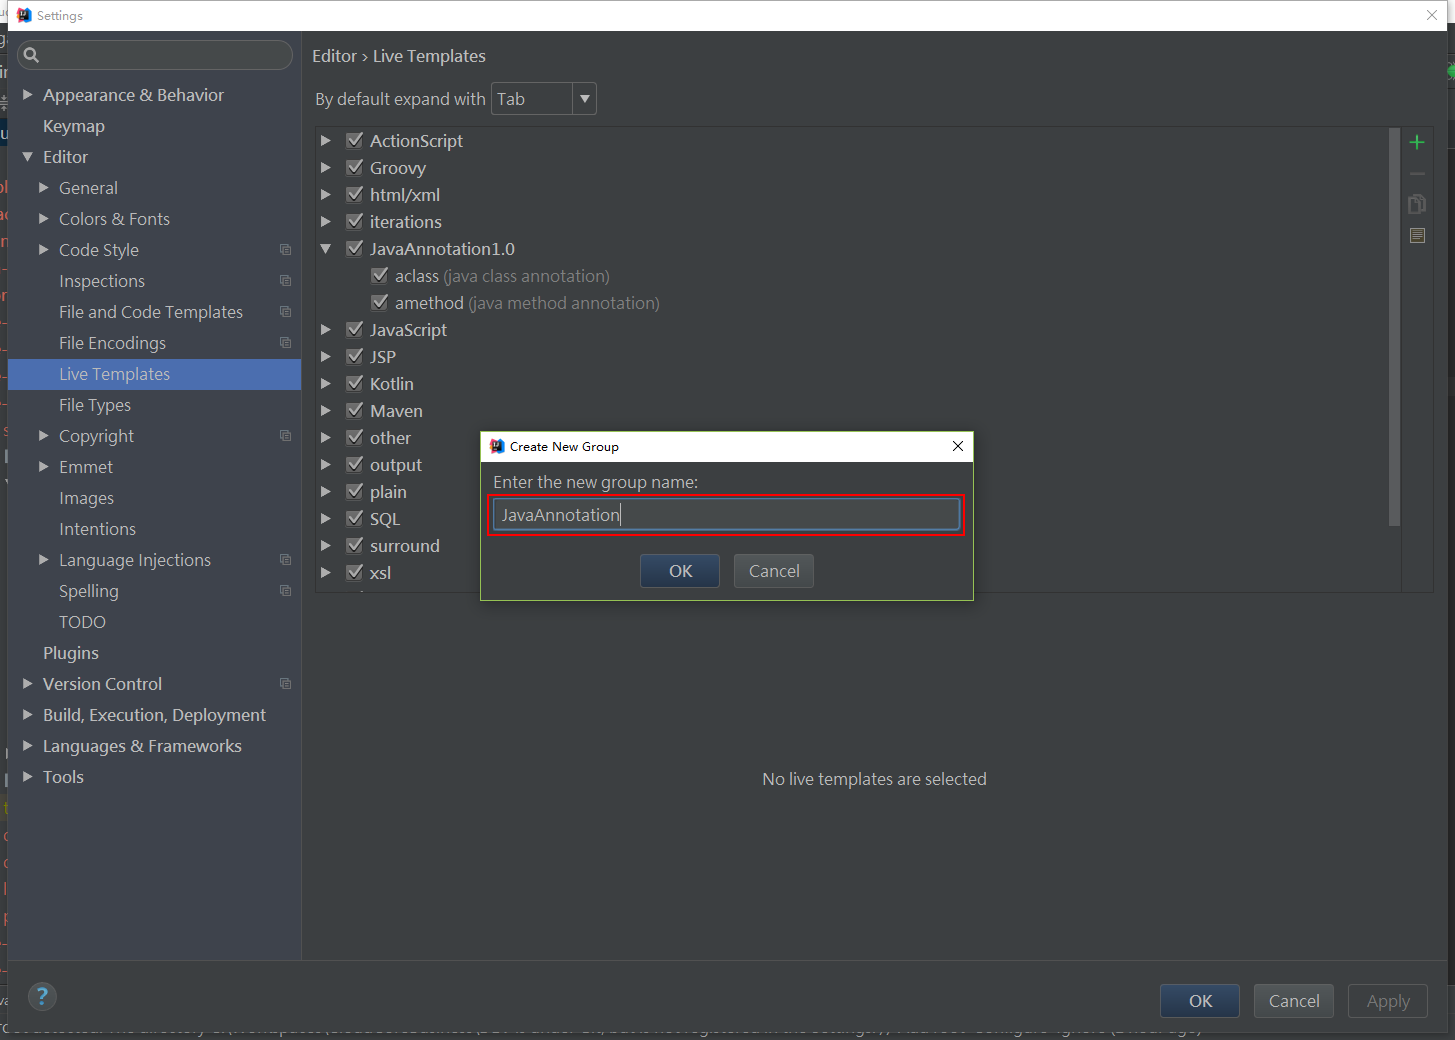 Settings
Editor › Live Templates
By default expand with Tab
Appearance & Behavior
Keymap
Editor
General
Colors & Fonts
Code Style
Inspections
File and Code Templates
File Encodings
Live Templates
File Types
Copyright
Emmet
Images
Intentions
Language Injections
Spelling
TODO
Plugins
Version Control
Build, Execution, Deployment
Languages & Frameworks
Tools
ActionScript
Groovy
html/xml
iterations
JavaAnnotation1.0
aclass (java class annotation)
amethod (java method annotation)
JavaScript
JSP
Kotlin
Maven
other
output
plain
SQL
surround
xsl
Create New Group
Enter the new group name:
JavaAnnotation
OK Cancel
No live templates are selected
?
OK Cancel Apply